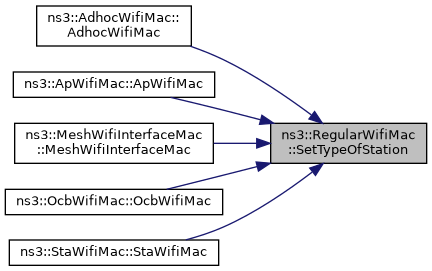 ns3::AdhocWifiMac::
AdhocWifiMac
ns3::ApWifiMac::ApWifiMac
ns3::MeshWifiInterfaceMac
::MeshWifiInterfaceMac
ns3::OcbWifiMac::OcbWifiMac
ns3::StaWifiMac::StaWifiMac
ns3::RegularWifiMac
::SetTypeOfStation